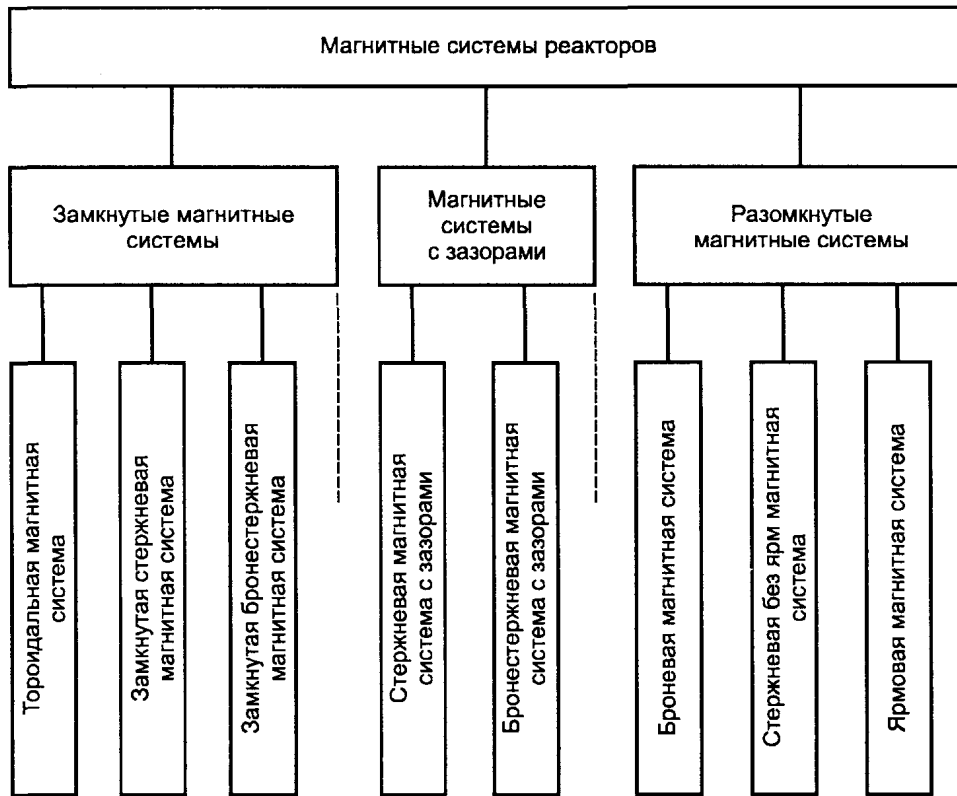 Магнитные системы реакторов
Замкнутые магнитные
системы
Магнитные
системы
с зазорами
Разомкнутые
магнитные системы
Тороидальная магнитная
система
Замкнутая стержневая
магнитная система
Замкнутая бронестержневая
магнитная система
Стержневая магнитная
система с зазорами
Бронестержневая магнитная
система с зазорами
Броневая магнитная система
Стержневая без ярм магнитная
система
Ярмовая магнитная система